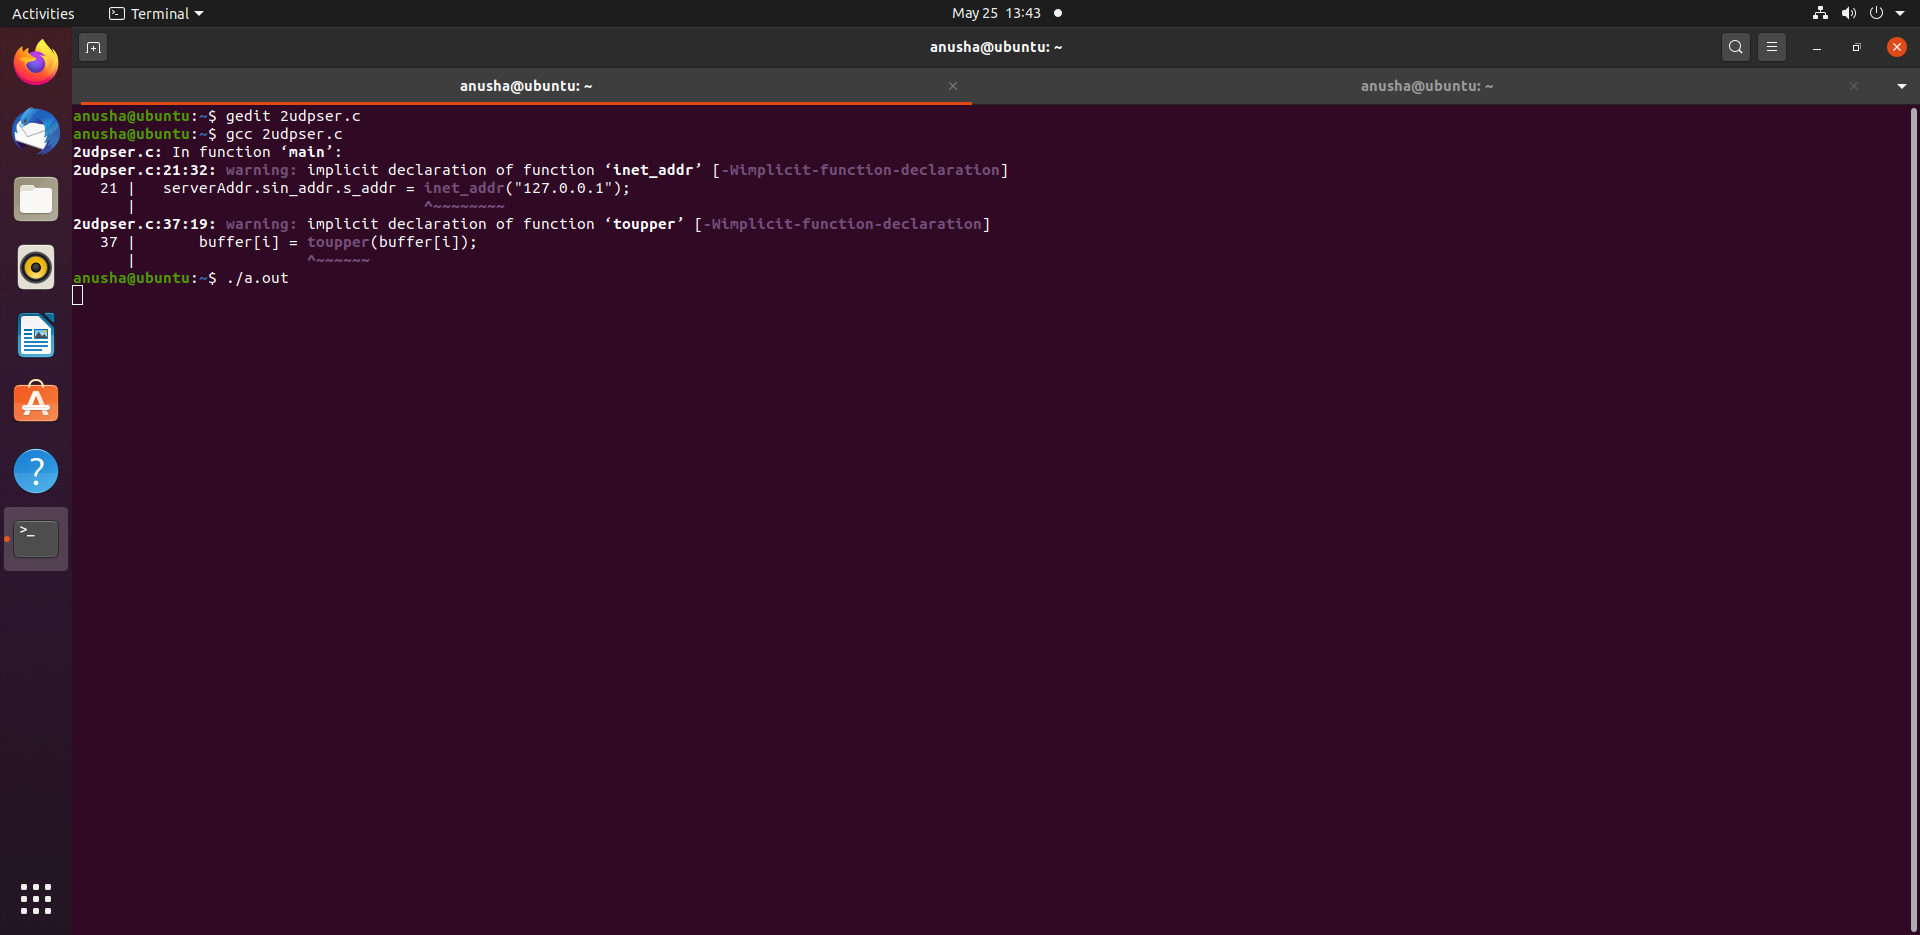 Activities
Terminal
May 25 13:43
anusha@ubuntu: ~
anusha@ubuntu: ~
anusha@ubuntu: ~
anusha@ubuntu:~$ gedit 2udpser.c
anusha@ubuntu:~$ gcc 2udpser.c
2udpser.c: In function ‘main’:
2udpser.c:21:32: warning: implicit declaration of function ‘inet_addr’ [-Wimplicit-function-declaration]
   21 |   serverAddr.sin_addr.s_addr = inet_addr("127.0.0.1");
      |                                ^~~~~~~~~
2udpser.c:37:19: warning: implicit declaration of function ‘toupper’ [-Wimplicit-function-declaration]
   37 |       buffer[i] = toupper(buffer[i]);
      |                   ^~~~~~~
anusha@ubuntu:~$ ./a.out